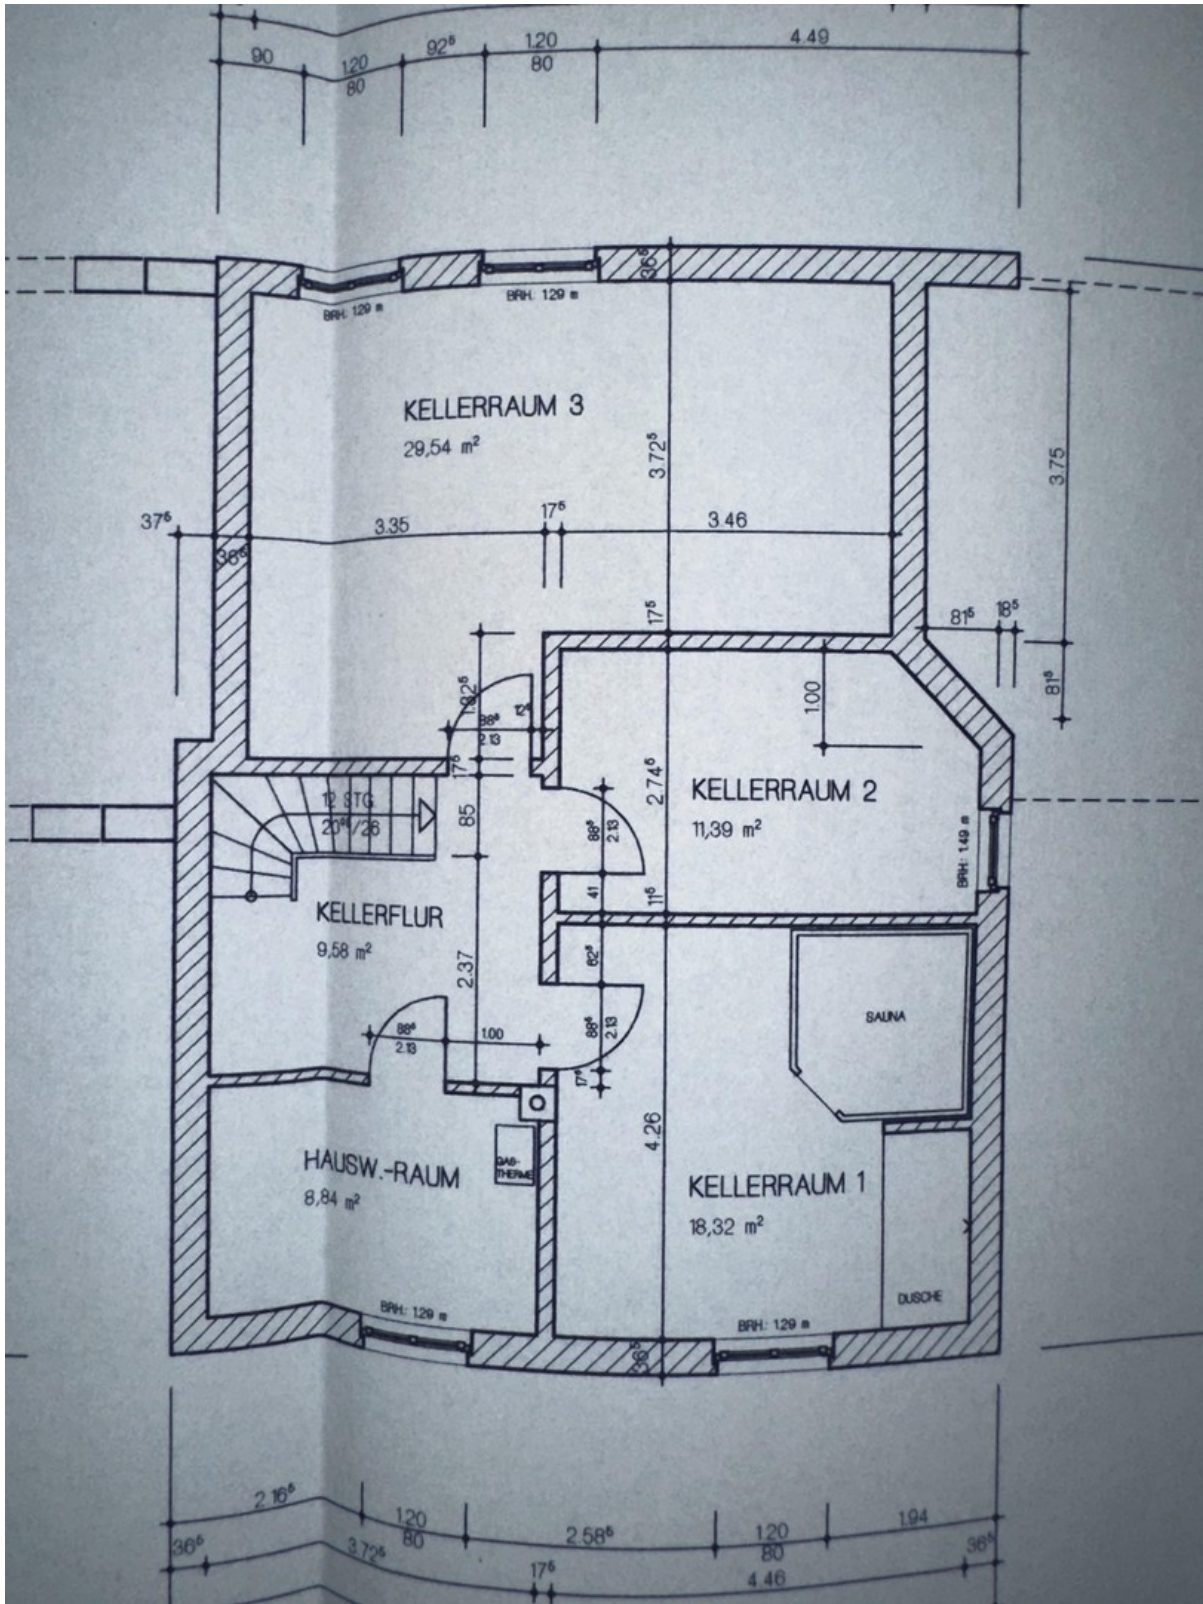 90
1.20
80
92⁵
1.20
80
4.49
36⁵
BRH.: 1.29 m
BRH.: 1.29 m
KELLERRAUM 3
29,54 m²
3.72⁵
3.75
37⁵
36⁵
3.35
17⁵
3.46
17⁵
81⁵
18⁵
81⁵
1.00
88⁵
2.13
12⁵
17⁵
12 STG.
85
2.74⁵
KELLERRAUM 2
11,39 m²
88⁵
2.13
BRH.: 1.49 m
41
11⁵
KELLERFLUR
9,58 m²
2.37
62⁵
SAUNA
88⁵
2.13
1.00
88⁵
2.13
17⁵
4.26
HAUSW.-RAUM
8,84 m²
GAS-
THERME
KELLERRAUM 1
18,32 m²
DUSCHE
BRH.: 1.29 m
BRH.: 1.29 m
36⁵
2.16⁵
1.20
80
2.58⁵
1.20
80
1.94
36⁵
3.72⁵
17⁵
4.46
36⁵